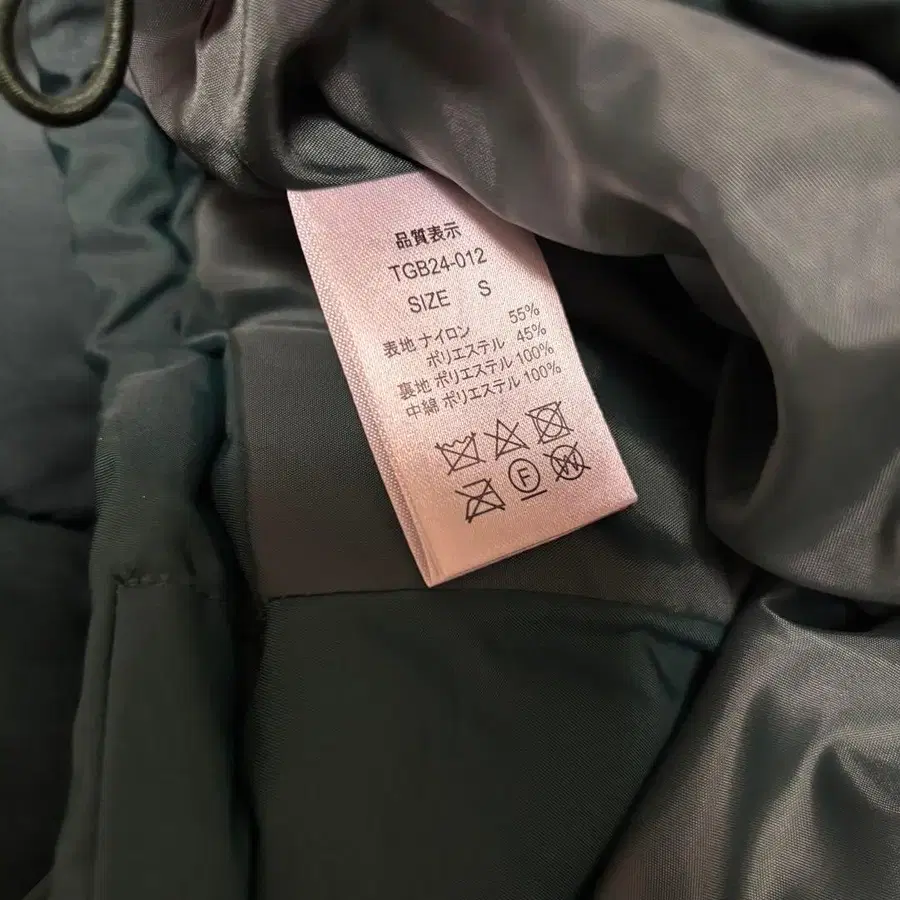 品質表示
TGB24-012
SIZE S
表地 ナイロン 55%
ポリエステル 45%
裏地 ポリエステル 100%
中綿 ポリエステル 100%
F
W